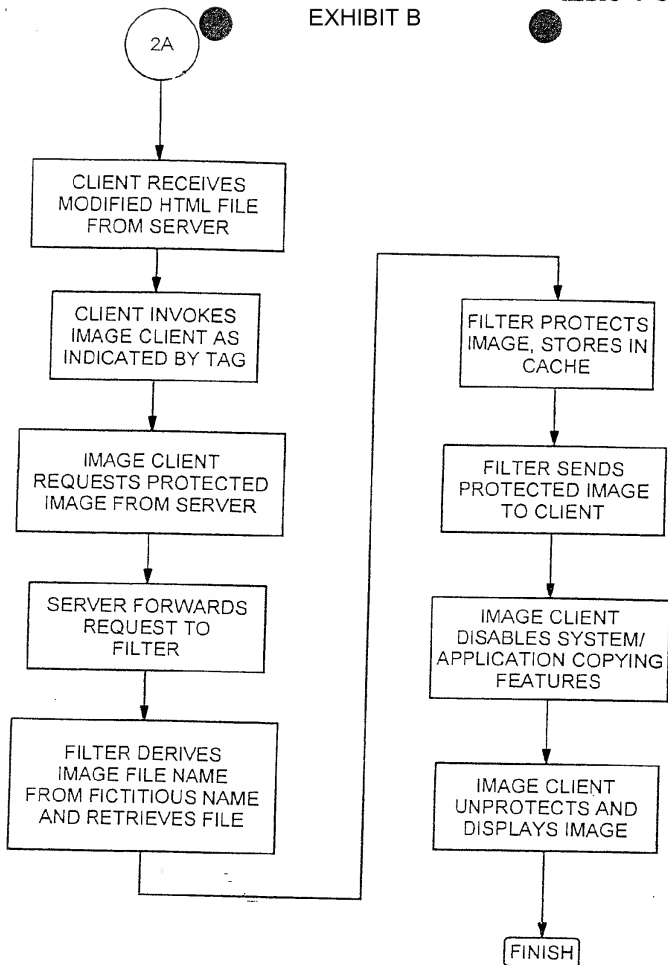 EXHIBIT B
2A
CLIENT RECEIVES
MODIFIED HTML FILE
FROM SERVER
CLIENT INVOKES
IMAGE CLIENT AS
INDICATED BY TAG
IMAGE CLIENT
REQUESTS PROTECTED
IMAGE FROM SERVER
SERVER FORWARDS
REQUEST TO
FILTER
FILTER DERIVES
IMAGE FILE NAME
FROM FICTITIOUS NAME
AND RETRIEVES FILE
FILTER PROTECTS
IMAGE, STORES IN
CACHE
FILTER SENDS
PROTECTED IMAGE
TO CLIENT
IMAGE CLIENT
DISABLES SYSTEM/
APPLICATION COPYING
FEATURES
IMAGE CLIENT
UNPROTECTS AND
DISPLAYS IMAGE
FINISH